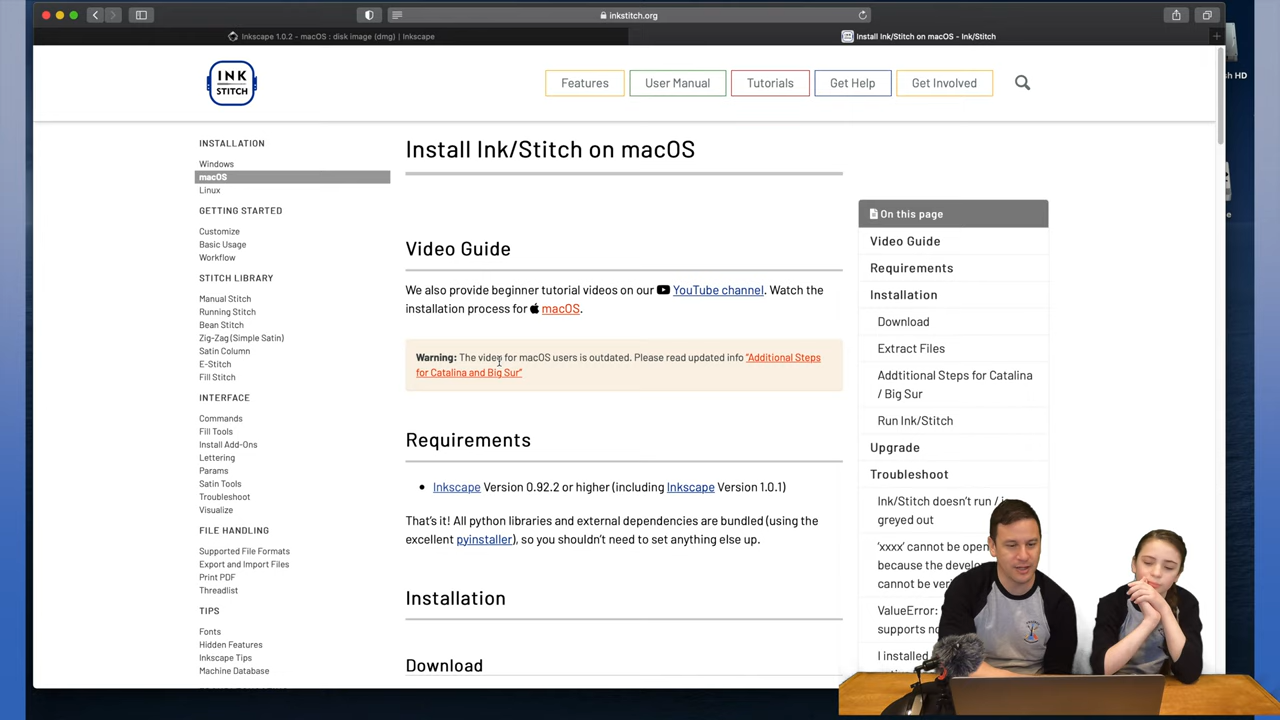 inkstitch.org
Inkscape 1.0.2 - macOS : disk image (dmg) | Inkscape
Install Ink/Stitch on macOS - Ink/Stitch
INK
STITCH
Features
User Manual
Tutorials
Get Help
Get Involved
INSTALLATION
Windows
macOS
Linux
GETTING STARTED
Customize
Basic Usage
Workflow
STITCH LIBRARY
Manual Stitch
Running Stitch
Bean Stitch
Zig-Zag (Simple Satin)
Satin Column
E-Stitch
Fill Stitch
INTERFACE
Commands
Fill Tools
Install Add-Ons
Lettering
Params
Satin Tools
Troubleshoot
Visualize
FILE HANDLING
Supported File Formats
Export and Import Files
Print PDF
Threadlist
TIPS
Fonts
Hidden Features
Inkscape Tips
Machine Database
Install Ink/Stitch on macOS
Video Guide
We also provide beginner tutorial videos on our YouTube channel. Watch the
installation process for macOS.
Warning: The video for macOS users is outdated. Please read updated info "Additional Steps
for Catalina and Big Sur"
Requirements
• Inkscape Version 0.92.2 or higher (including Inkscape Version 1.0.1)
That's it! All python libraries and external dependencies are bundled (using the
excellent pyinstaller), so you shouldn't need to set anything else up.
Installation
Download
On this page
Video Guide
Requirements
Installation
Download
Extract Files
Addtitional Steps for Catalina
/ Big Sur
Run Ink/Stitch
Upgrade
Troubleshoot
Ink/Stitch doesn't run /
greyed out
'xxxx' cannot be
because the
cannot be
ValueError:
supports
I installed
sh HD